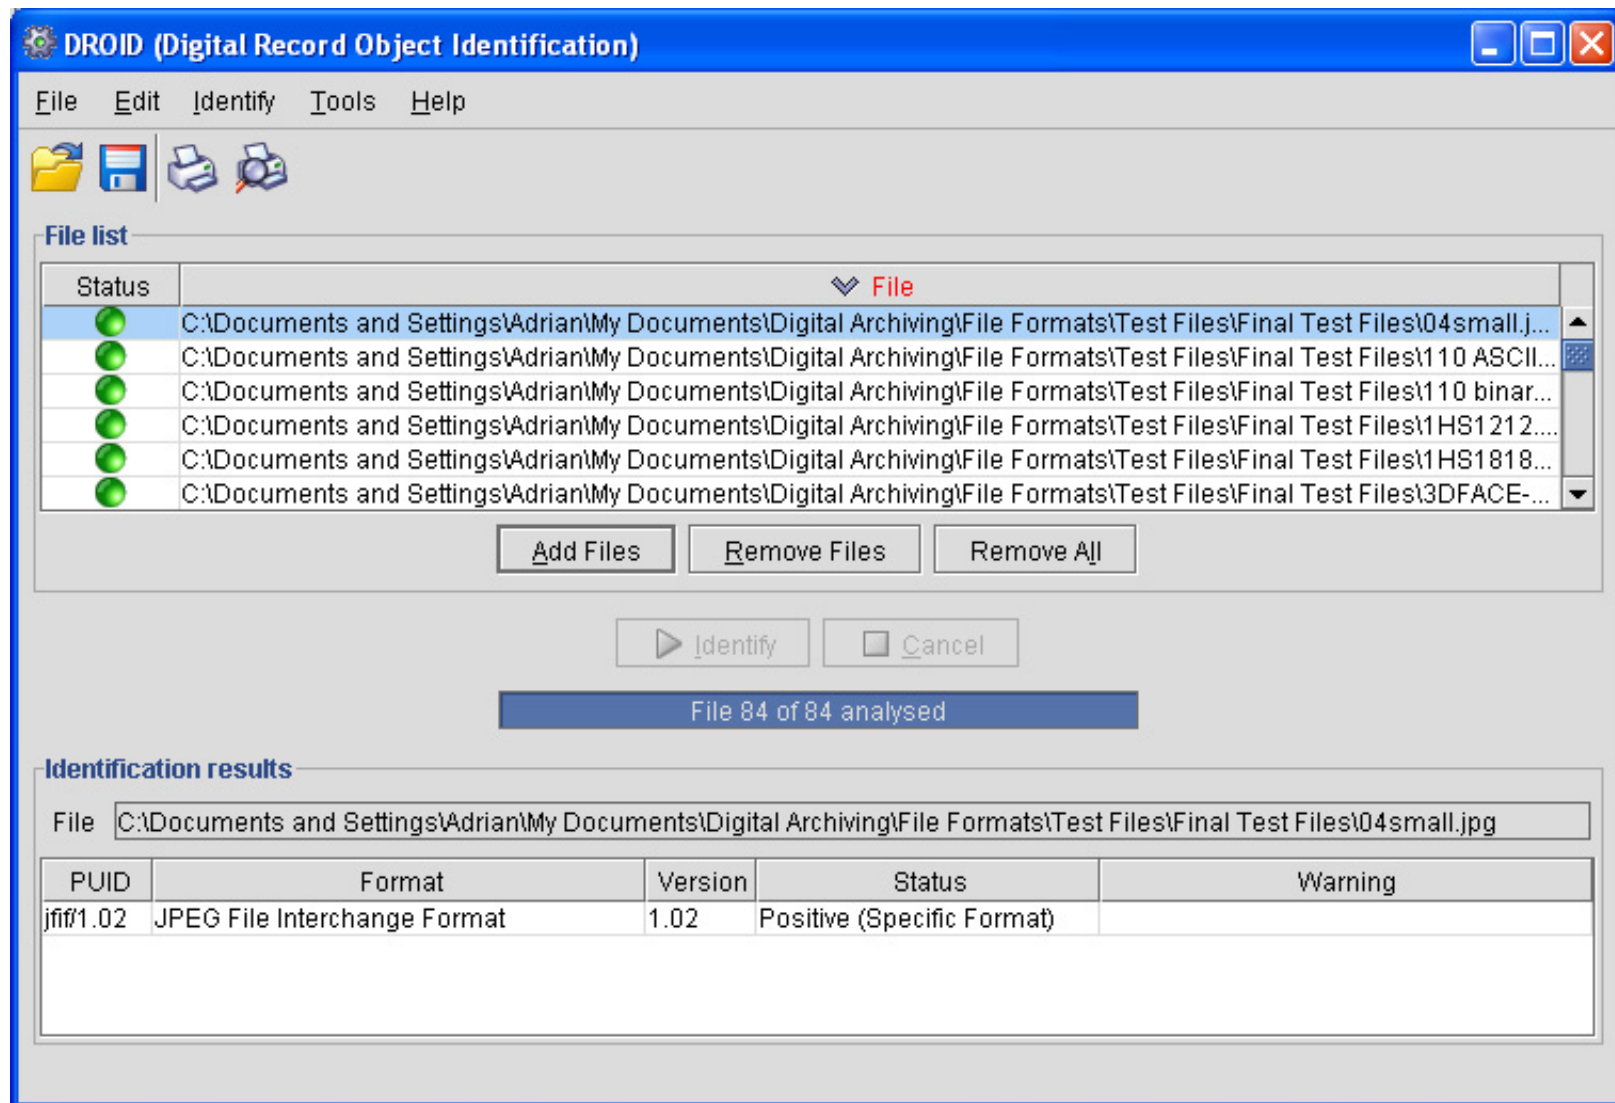 DROID (Digital Record Object Identification)
File Edit Identify Tools Help
File list
Status File
C:\Documents and Settings\Adrian\My Documents\Digital Archiving\File Formats\Test Files\Final Test Files\04small.j...
C:\Documents and Settings\Adrian\My Documents\Digital Archiving\File Formats\Test Files\Final Test Files\110 ASCII...
C:\Documents and Settings\Adrian\My Documents\Digital Archiving\File Formats\Test Files\Final Test Files\110 binar...
C:\Documents and Settings\Adrian\My Documents\Digital Archiving\File Formats\Test Files\Final Test Files\1HS1212....
C:\Documents and Settings\Adrian\My Documents\Digital Archiving\File Formats\Test Files\Final Test Files\1HS1818...
C:\Documents and Settings\Adrian\My Documents\Digital Archiving\File Formats\Test Files\Final Test Files\3DFACE-...
Add Files Remove Files Remove All
Identify Cancel
File 84 of 84 analysed
Identification results
File C:\Documents and Settings\Adrian\My Documents\Digital Archiving\File Formats\Test Files\Final Test Files\04small.jpg
PUID Format Version Status Warning
jfif/1.02 JPEG File Interchange Format 1.02 Positive (Specific Format)